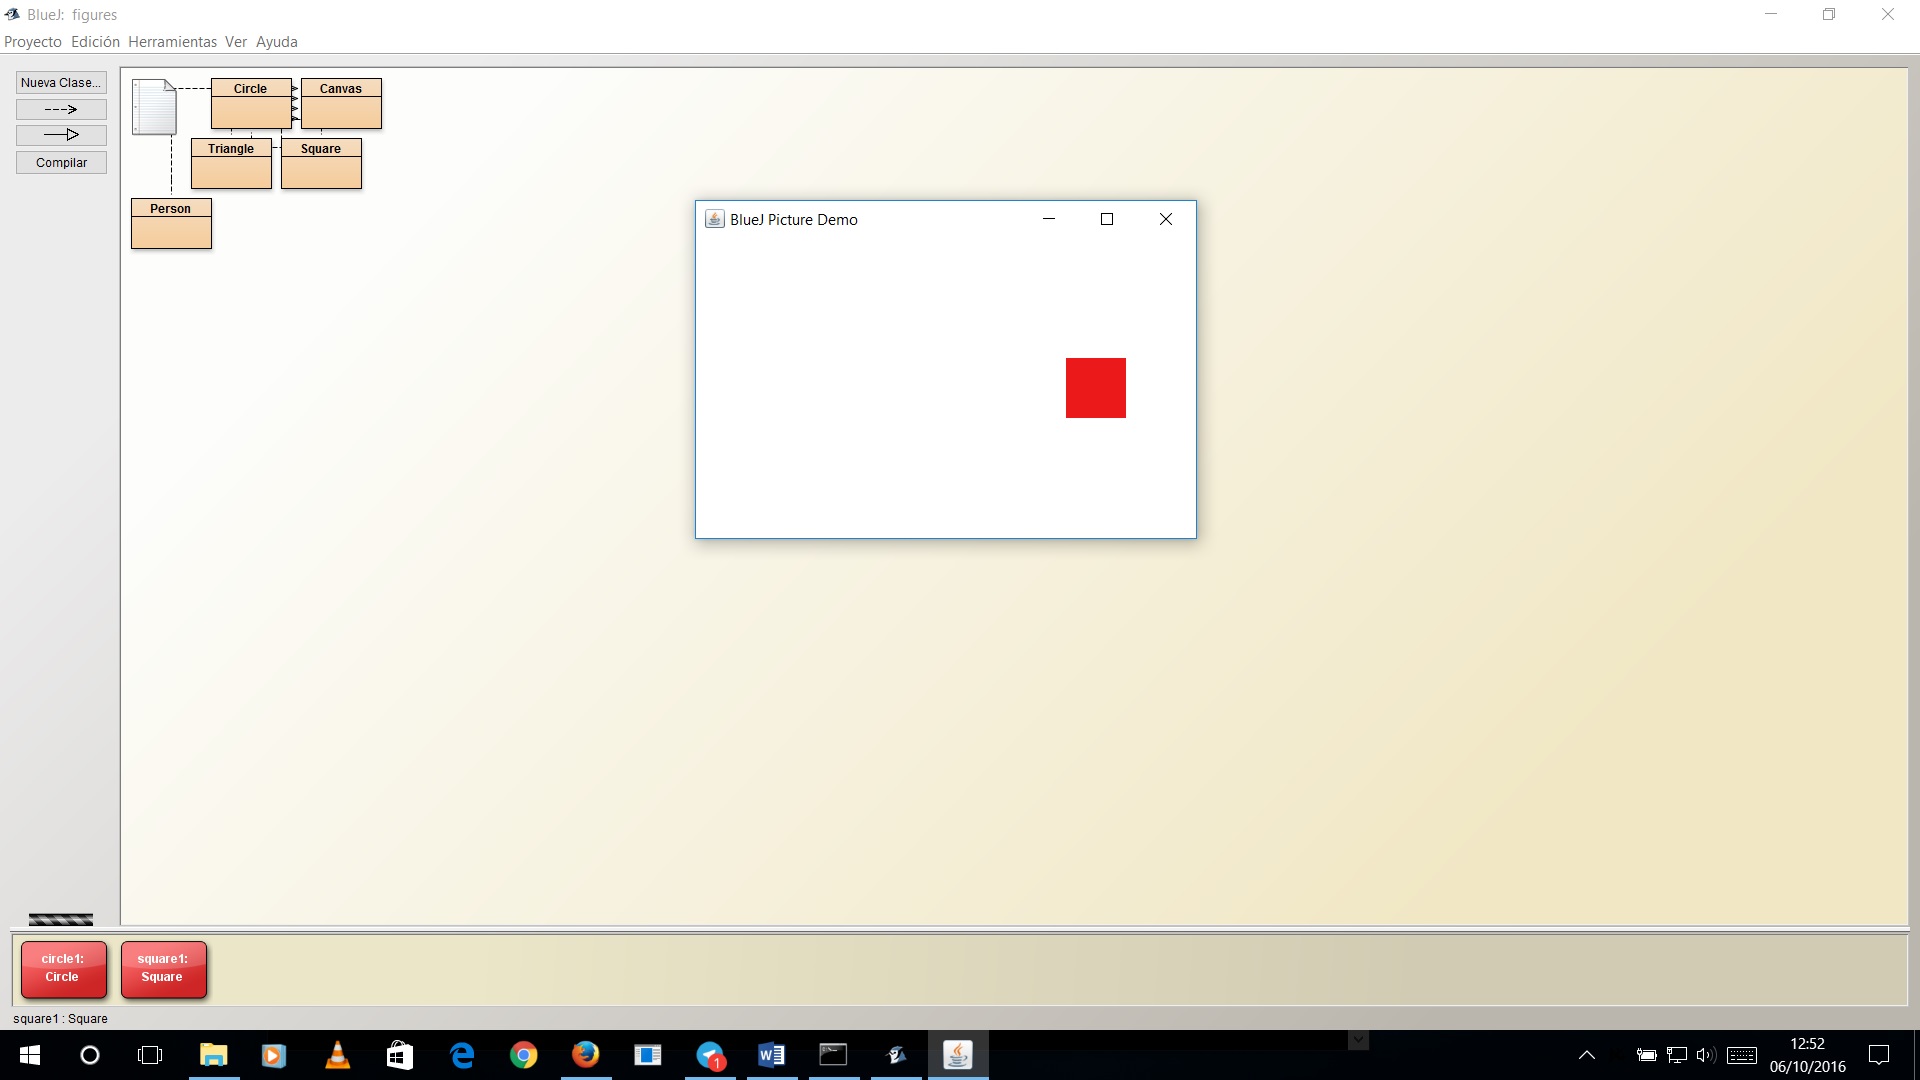 BlueJ: figures
Proyecto Edición Herramientas Ver Ayuda
Nueva Clase...
Compilar
Circle
Canvas
Triangle
Square
Person
BlueJ Picture Demo
circle1:
Circle
square1:
Square
square1 : Square
1
12:52
06/10/2016